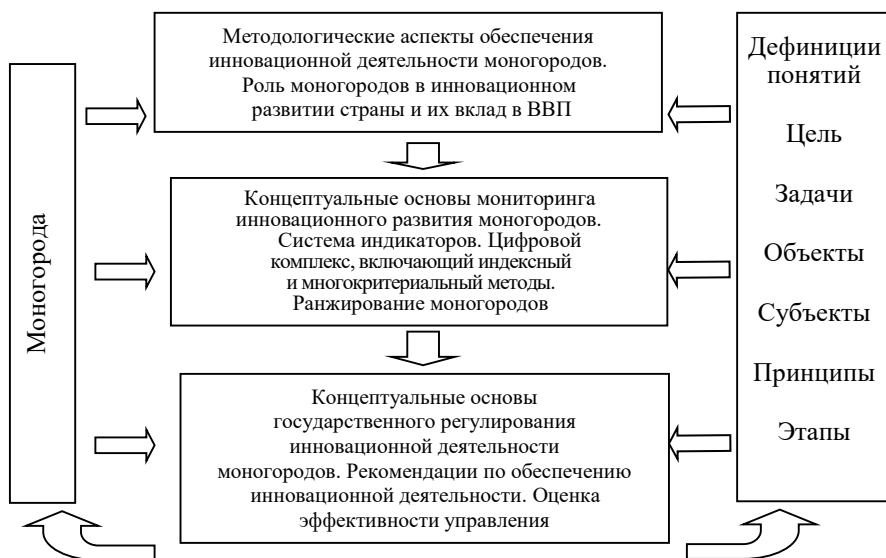 Моногорода
Методологические аспекты обеспечения
инновационной деятельности моногородов.
Роль моногородов в инновационном
развитии страны и их вклад в ВВП
Концептуальные основы мониторинга
инновационного развития моногородов.
Система индикаторов. Цифровой
комплекс, включающий индексный
и многокритериальный методы.
Ранжирование моногородов
Концептуальные основы
государственного регулирования
инновационной деятельности
моногородов. Рекомендации по обеспечению
инновационной деятельности. Оценка
эффективности управления
Дефиниции
понятий
Цель
Задачи
Объекты
Субъекты
Принципы
Этапы